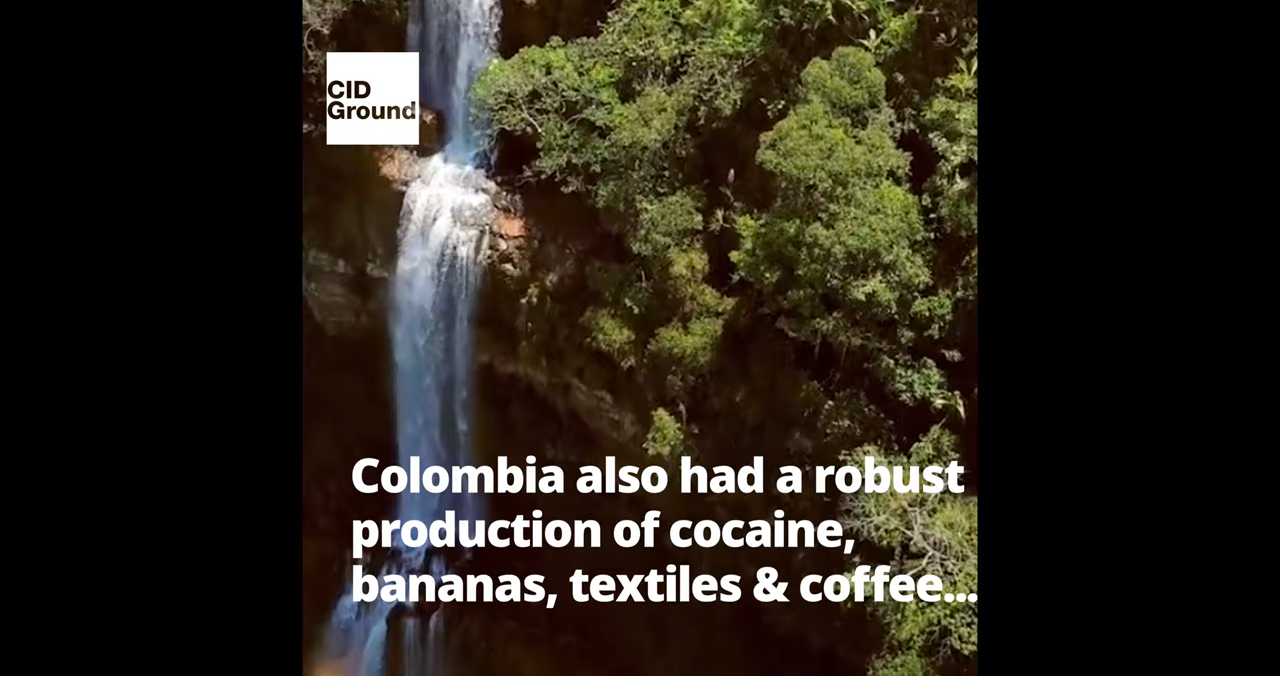 CID
Ground
Colombia also had a robust
production of cocaine,
bananas, textiles & coffee...